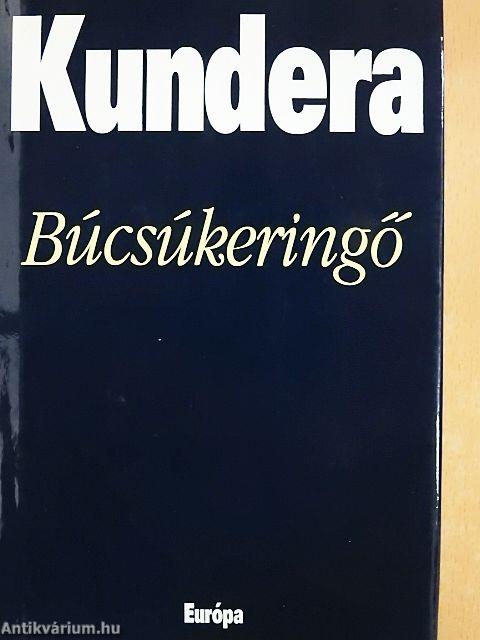 Kundera
Búcsúkeringő
Európa
Antikvárium.hu